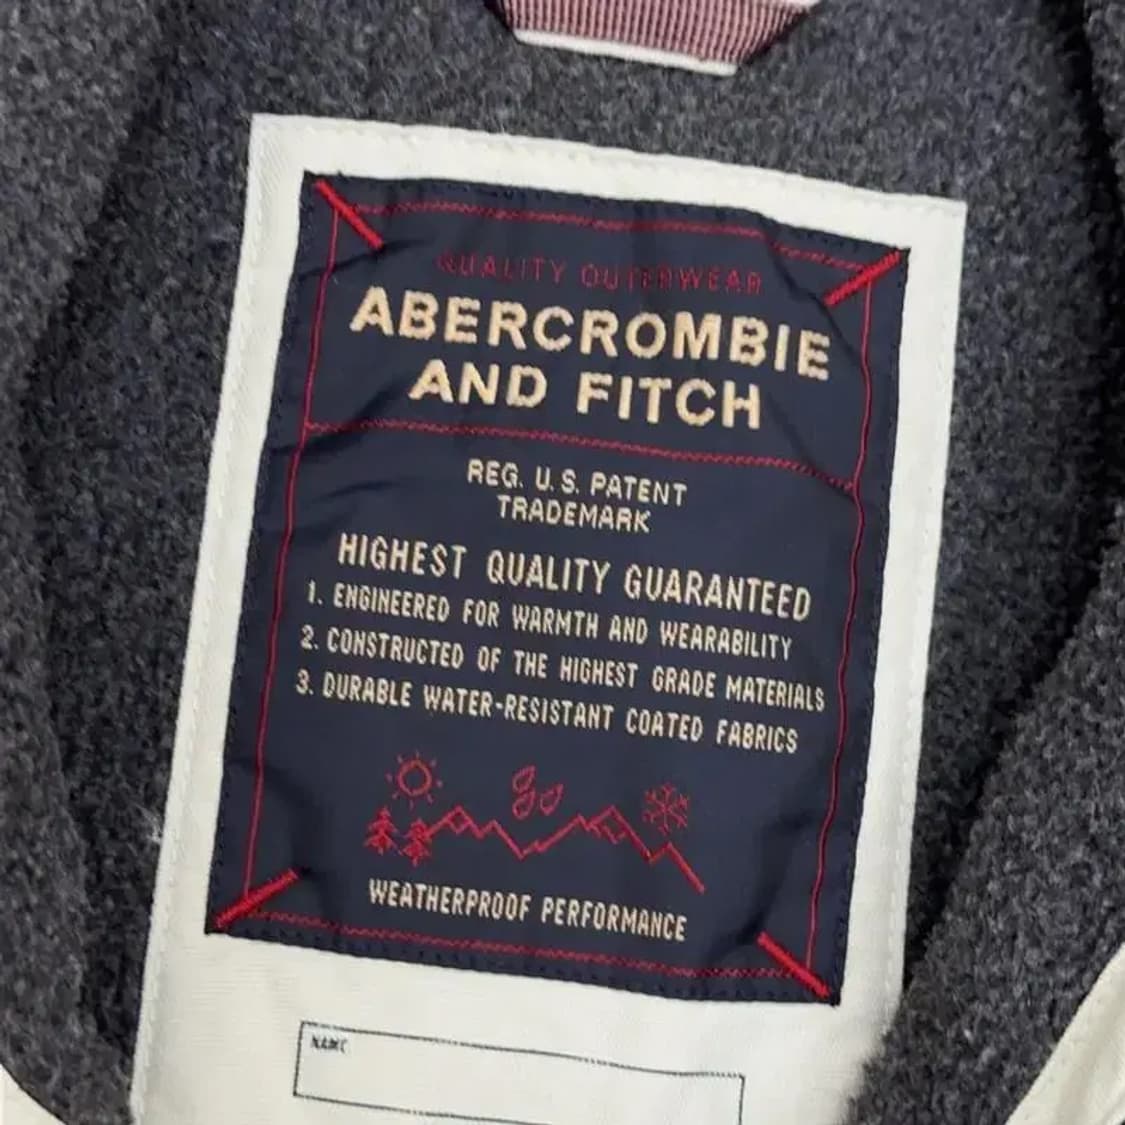 QUALITY OUTERWEAR
ABERCROMBIE
AND FITCH
REG. U.S. PATENT
TRADEMARK
HIGHEST QUALITY GUARANTEED
1. ENGINEERED FOR WARMTH AND WEARABILITY
2. CONSTRUCTED OF THE HIGHEST GRADE MATERIALS
3. DURABLE WATER-RESISTANT COATED FABRICS
WEATHERPROOF PERFORMANCE
NAME